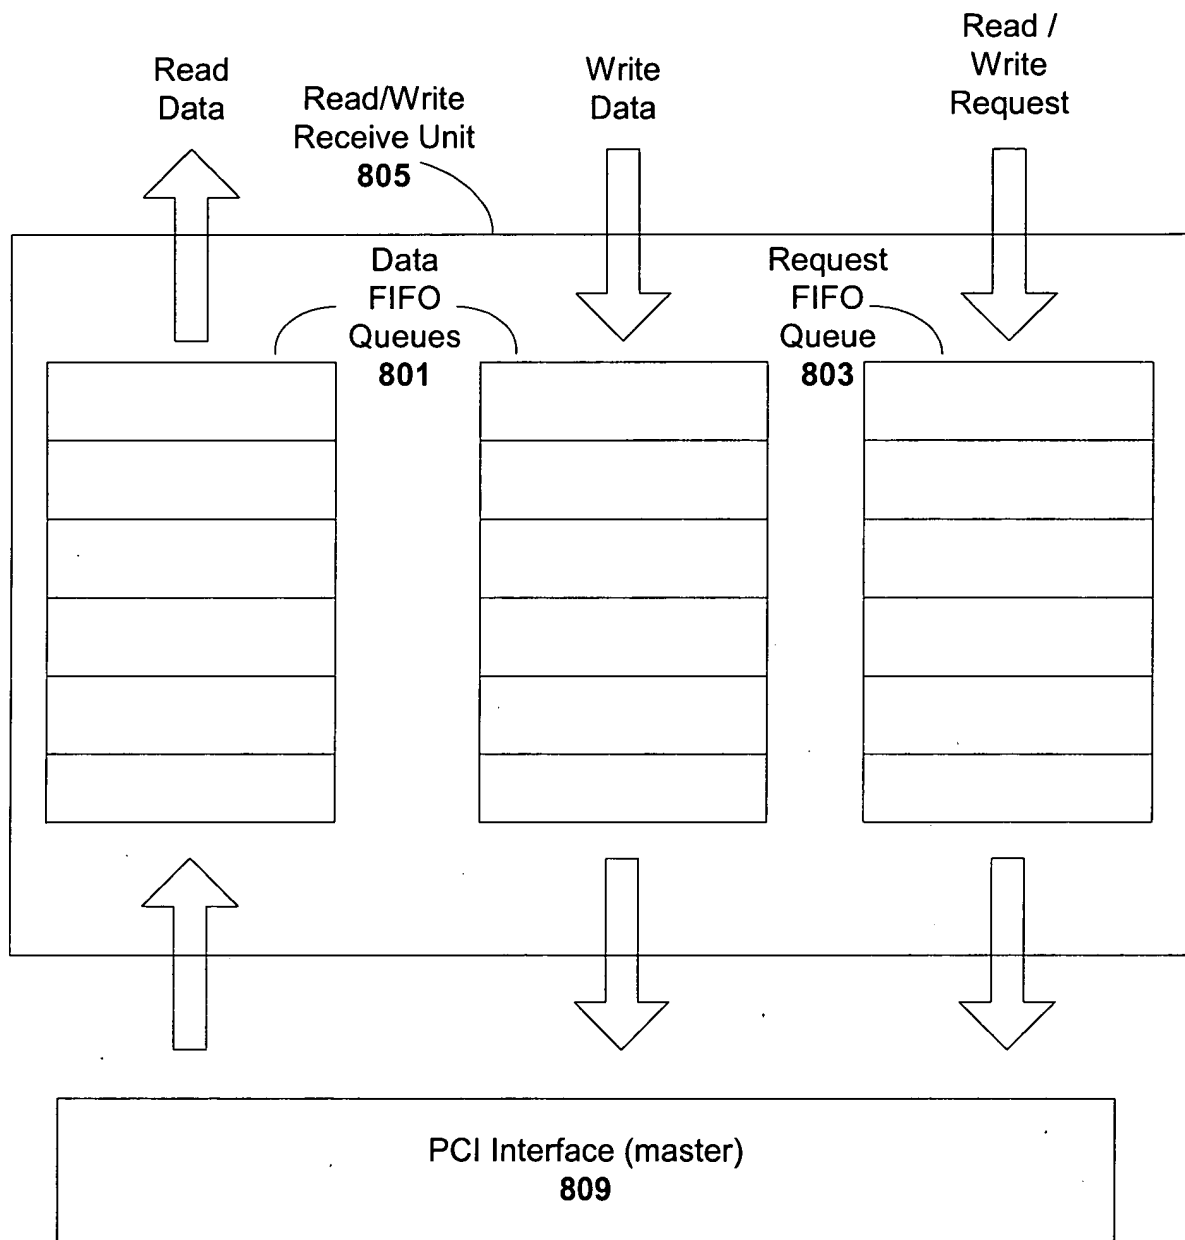 Read
Data
Read/Write
Receive Unit
805
Write
Data
Read /
Write
Request
Data
FIFO
Queues
801
Request
FIFO
Queue
803
PCI Interface (master)
809